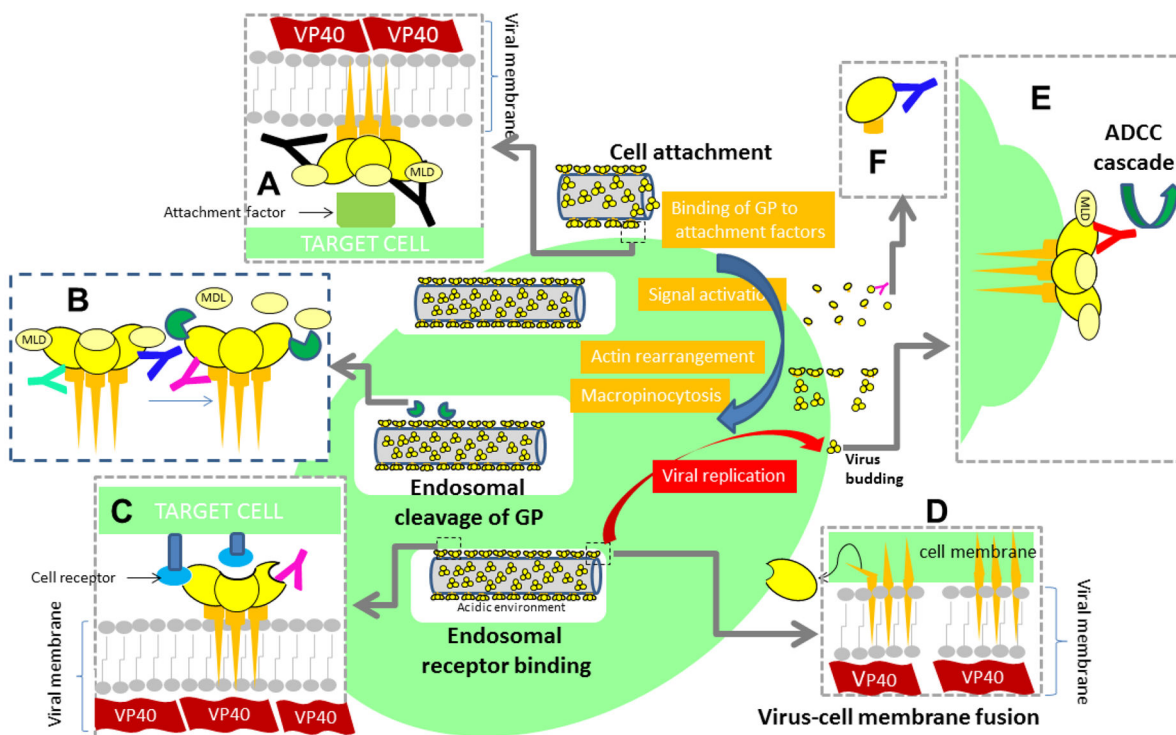 VP40 VP40
Viral membrane
A
MLD
Attachment factor
TARGET CELL
Cell attachment
Binding of GP to
attachment factors
Signal activation
Actin rearrangement
Macropinocytosis
F
E
ADCC
cascade
MLD
B
MDL
MLD
Endosomal
cleavage of GP
Viral replication
Virus
budding
C
TARGET CELL
Cell receptor
Viral membrane
VP40 VP40 VP40
Acidic environment
Endosomal
receptor binding
D
cell membrane
Viral membrane
VP40 VP40
Virus-cell membrane fusion